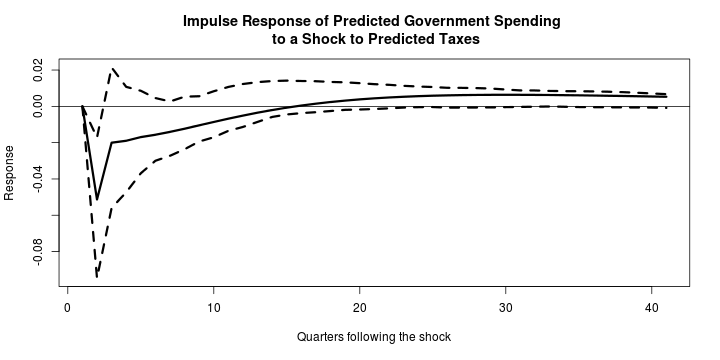 Impulse Response of Predicted Government Spending
to a Shock to Predicted Taxes
Response
0.02
0.00
-0.04
-0.08
0 10 20 30 40
Quarters following the shock